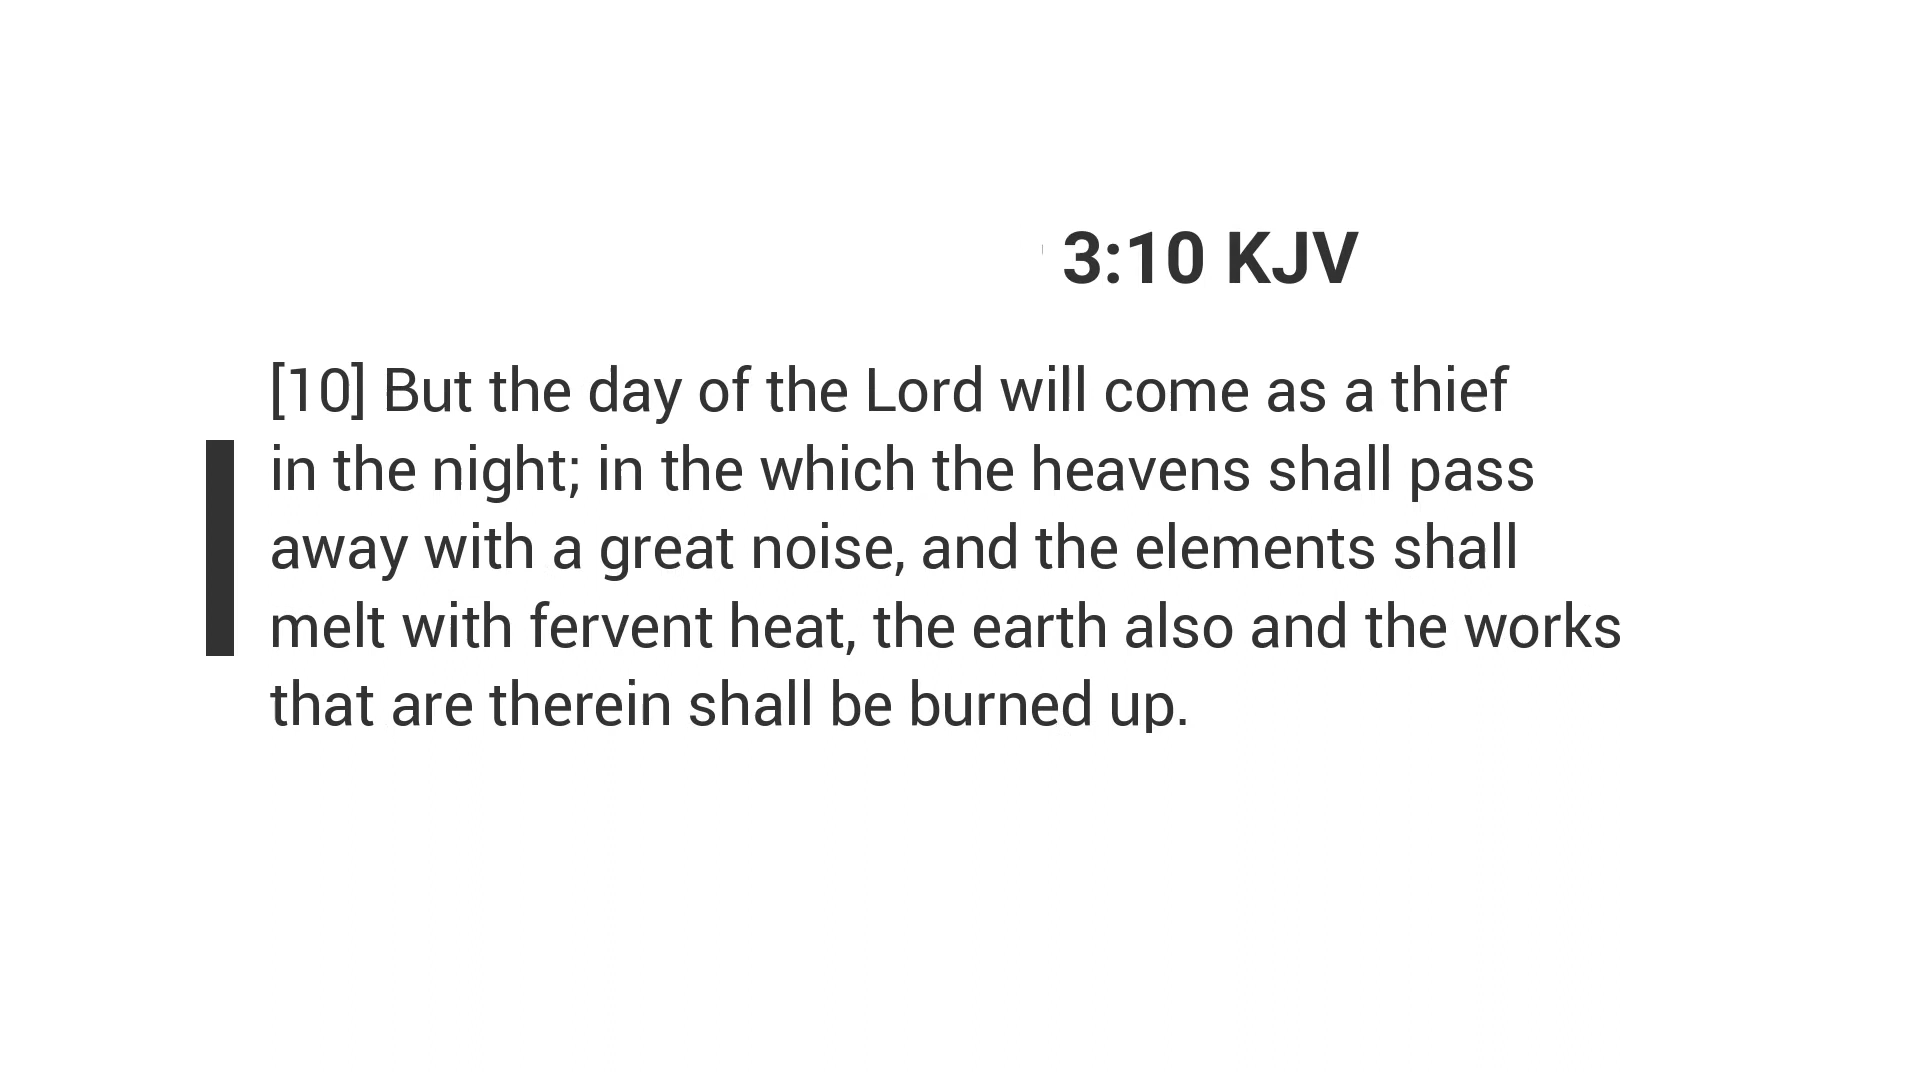 3:10 KJV
[10] But the day of the Lord will come as a thief
in the night; in the which the heavens shall pass
away with a great noise, and the elements shall
melt with fervent heat, the earth also and the works
that are therein shall be burned up.